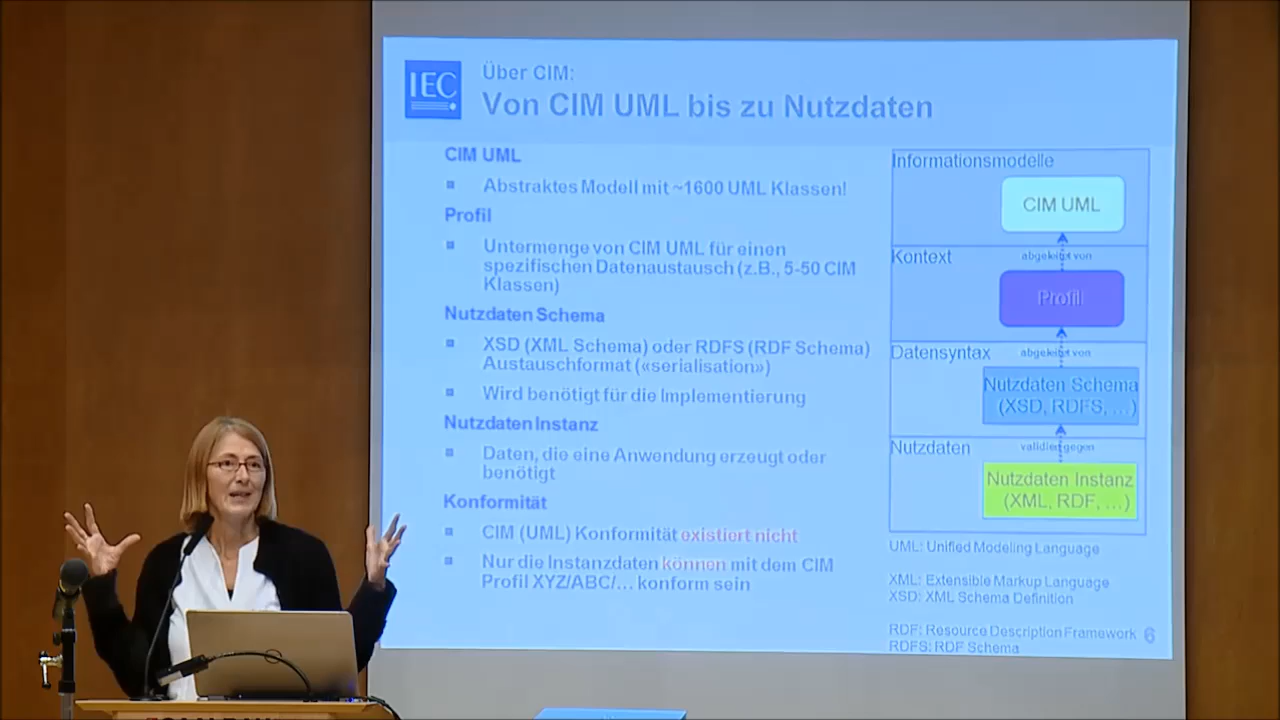 IEC
Über CIM:
Von CIM UML bis zu Nutzdaten
CIM UML
Abstraktes Modell mit ~1600 UML Klassen!
Profil
Untermenge von CIM UML für einen
spezifischen Datenaustausch (z.B., 5-50 CIM
Klassen)
Nutzdaten Schema
XSD (XML Schema) oder RDFS (RDF Schema)
Austauschformat («serialisation»)
Wird benötigt für die Implementierung
Nutzdaten Instanz
Daten, die eine Anwendung erzeugt oder
benötigt
Konformität
CIM (UML) Konformität existiert nicht
Nur die Instanzdaten können mit dem CIM
Profil XYZ/ABC/... konform sein
Informationsmodelle
CIM UML
Kontext
abgeleitet von
Profil
Datensyntax
abgeleitet von
Nutzdaten Schema
(XSD, RDFS, ...)
Nutzdaten
validiert gegen
Nutzdaten Instanz
(XML, RDF, ...)
UML: Unified Modeling Language
XML: Extensible Markup Language
XSD: XML Schema Definition
RDF: Resource Description Framework
RDFS: RDF Schema
6